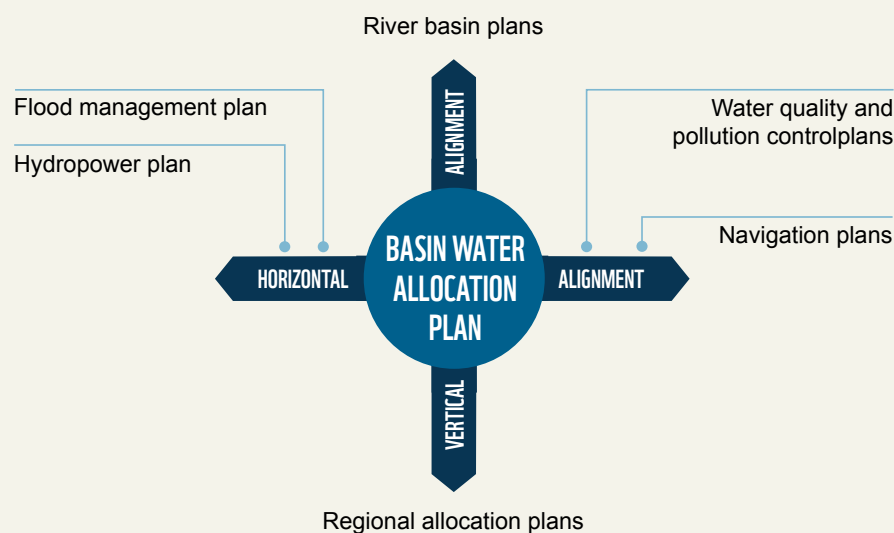 River basin plans
Flood management plan
Hydropower plan
Water quality and
pollution controlplans
Navigation plans
ALIGNMENT
HORIZONTAL
BASIN WATER
ALLOCATION
PLAN
ALIGNMENT
VERTICAL
Regional allocation plans